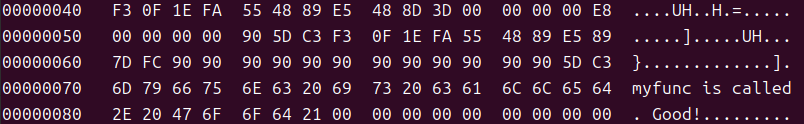 00000040 F3 0F 1E FA 55 48 89 E5 48 8D 3D 00 00 00 00 E8 ....UH..H.=.....
00000050 00 00 00 00 90 5D C3 F3 0F 1E FA 55 48 89 E5 89 .....].....UH...
00000060 7D FC 90 90 90 90 90 90 90 90 90 90 90 90 5D C3 }.............].
00000070 6D 79 66 75 6E 63 20 69 73 20 63 61 6C 6C 65 64 myfunc is called
00000080 2E 20 47 6F 6F 64 21 00 00 00 00 00 00 00 00 00 . Good!.........